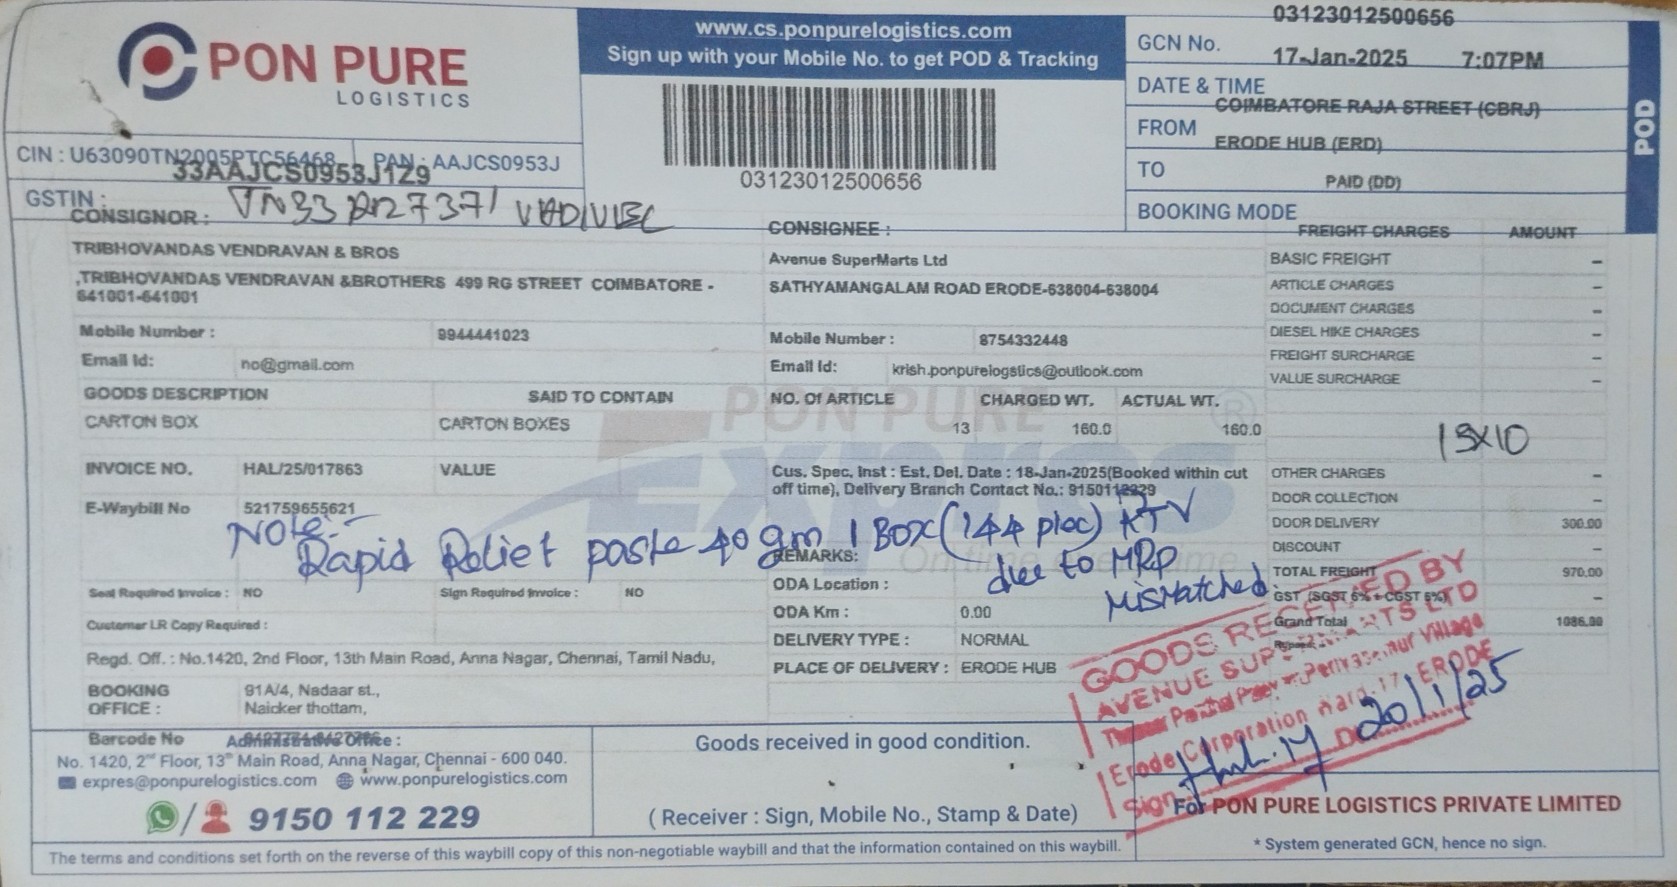 PON PURE
LOGISTICS
www.cs.ponpurelogistics.com
Sign up with your Mobile No. to get POD & Tracking
03123012500656
03123012500656
GCN No.
17-Jan-2025 7:07PM
DATE & TIME
COIMBATORE RAJA STREET (CBRJ)
FROM
ERODE HUB (ERD)
TO
PAID (DD)
BOOKING MODE
POD
CIN : U63090TN2005PTC56468 PAN : AAJCS0953J
33AAJCS0953J1Z9
GSTIN :
CONSIGNOR :
TRIBHOVANDAS VENDRAVAN & BROS
,TRIBHOVANDAS VENDRAVAN &BROTHERS 499 RG STREET COIMBATORE -
641001-641001
Mobile Number : 9944441023
Email Id: no@gmail.com
CONSIGNEE :
Avenue SuperMarts Ltd
SATHYAMANGALAM ROAD ERODE-638004-638004
Mobile Number : 8754332448
Email Id: krish.ponpurelogstics@outlook.com
FREIGHT CHARGES AMOUNT
BASIC FREIGHT -
ARTICLE CHARGES -
DOCUMENT CHARGES -
DIESEL HIKE CHARGES -
FREIGHT SURCHARGE -
VALUE SURCHARGE -
GOODS DESCRIPTION SAID TO CONTAIN NO. Of ARTICLE CHARGED WT. ACTUAL WT.
CARTON BOX CARTON BOXES 13 160.0 160.0
PON PURE
Expres
INVOICE NO. HAL/25/017863 VALUE
E-Waybill No 521759655621
Cus. Spec. Inst : Est. Del. Date : 18-Jan-2025(Booked within cut
off time), Delivery Branch Contact No.: 9150112229
OTHER CHARGES -
DOOR COLLECTION -
DOOR DELIVERY 300.00
DISCOUNT -
TOTAL FREIGHT 970.00
GST (SGST 6% + CGST 6%) -
Grand Total 1086.00
Note:-
Rapid Relief paste 40gm 1 Box (144 piec) RTV
due to MRP
Mismatched
REMARKS:
ODA Location :
ODA Km : 0.00
DELIVERY TYPE : NORMAL
PLACE OF DELIVERY : ERODE HUB
Seal Required Invoice : NO Sign Required Invoice : NO
Customer LR Copy Required :
Regd. Off. : No.1420, 2nd Floor, 13th Main Road, Anna Nagar, Chennai, Tamil Nadu,
BOOKING OFFICE : 91A/4, Nadaar st.,
Naicker thottam,
Barcode No
Administrative Office :
No. 1420, 2nd Floor, 13th Main Road, Anna Nagar, Chennai - 600 040.
expres@ponpurelogistics.com www.ponpurelogistics.com
9150 112 229
Goods received in good condition.
( Receiver : Sign, Mobile No., Stamp & Date)
GOODS RECEIVED BY
AVENUE SUPERMARTS LTD
Village
Erode Corporation Ward-17, ERODE
20/1/25
Sign
For PON PURE LOGISTICS PRIVATE LIMITED
* System generated GCN, hence no sign.
The terms and conditions set forth on the reverse of this waybill copy of this non-negotiable waybill and that the information contained on this waybill.